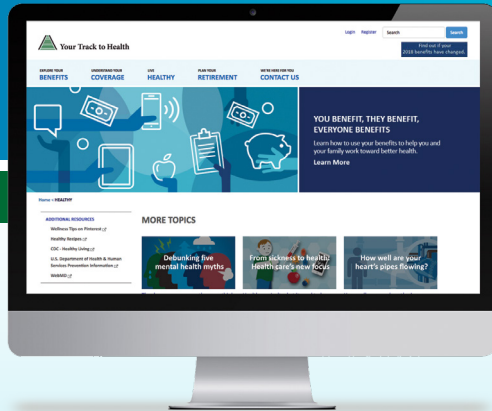 Login Register Search Search
Your Track to Health
Find out if your
2018 benefits have changed.
EXPLORE YOUR UNDERSTAND YOUR LIVE PLAN YOUR WE'RE HERE FOR YOU
BENEFITS COVERAGE HEALTHY RETIREMENT CONTACT US
YOU BENEFIT, THEY BENEFIT,
EVERYONE BENEFITS
Learn how to use your benefits to help you and
your family work toward better health.
Learn More
Home > HEALTHY
ADDITIONAL RESOURCES
Wellness Tips on Pinterest
Healthy Recipes
CDC - Healthy Living
U.S. Department of Health & Human
Services Prevention Information
WebMD
MORE TOPICS
Debunking five
mental health myths
From sickness to health:
Health care's new focus
How well are your
heart's pipes flowing?